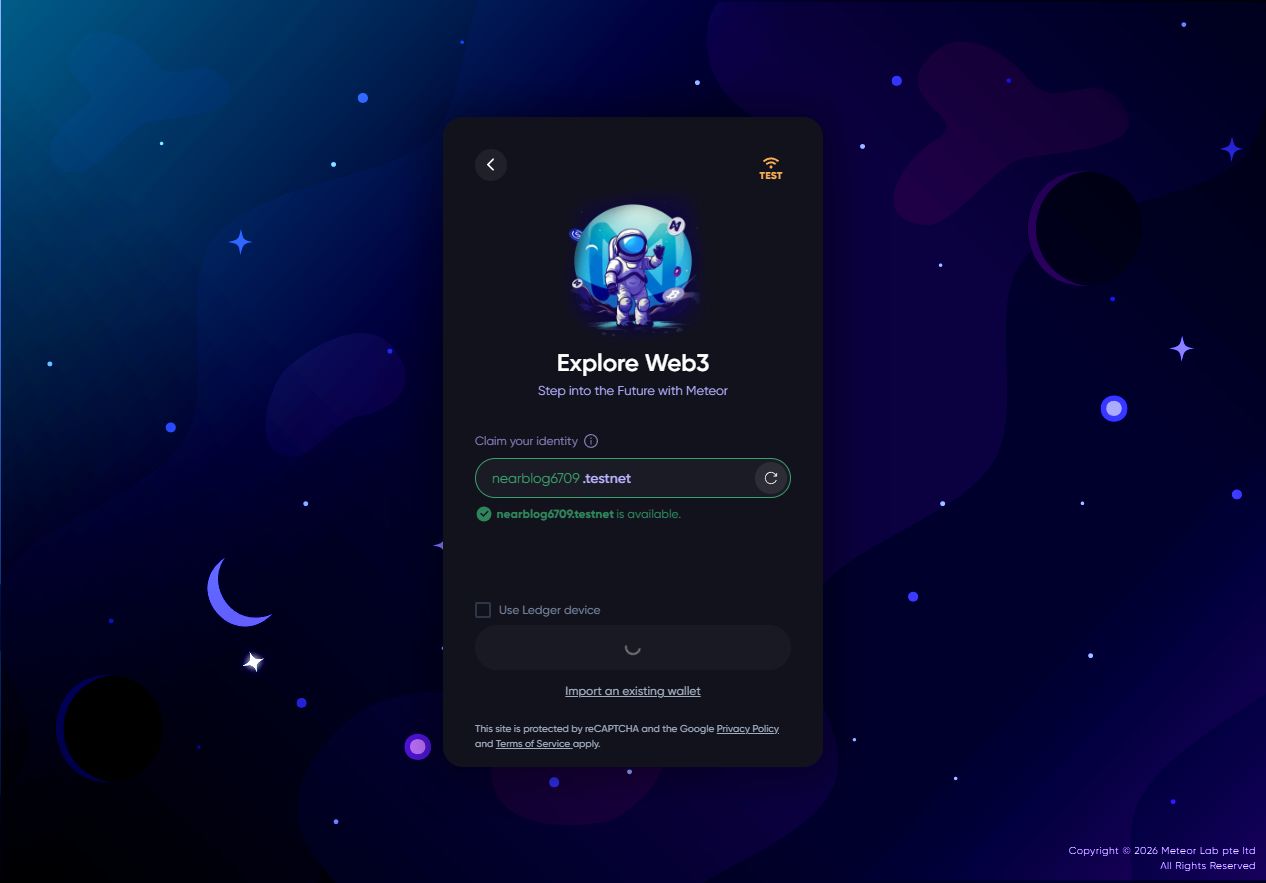 TEST
Explore Web3
Step into the Future with Meteor
Claim your identity
nearblog6709 .testnet
nearblog6709.testnet is available.
Use Ledger device
Import an existing wallet
This site is protected by reCAPTCHA and the Google Privacy Policy
and Terms of Service apply.
Copyright © 2026 Meteor Lab pte ltd
All Rights Reserved